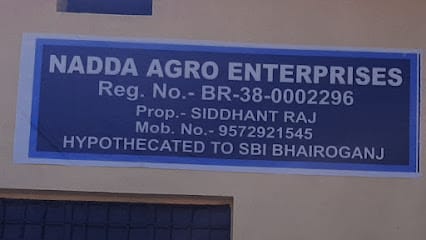 NADDA AGRO ENTERPRISES
Reg. No.- BR-38-0002296
Prop.- SIDDHANT RAJ
Mob. No.- 9572921545
HYPOTHECATED TO SBI BHAIROGANJ